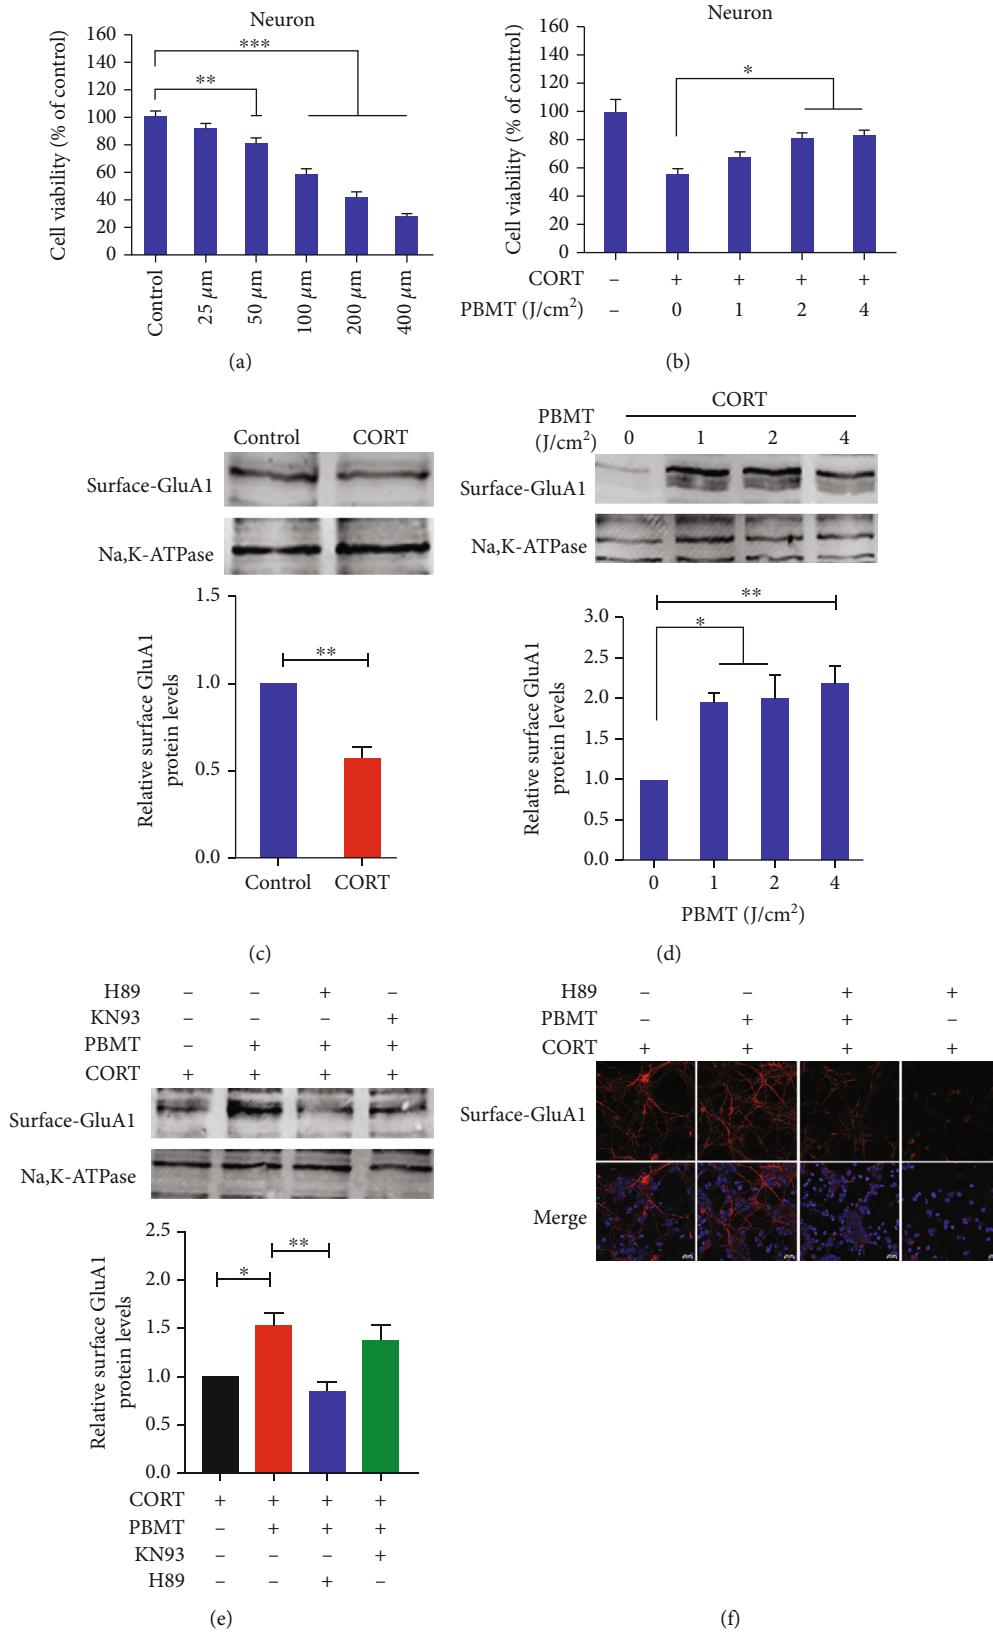 Neuron
Cell viability (% of control)
160
140
120
100
80
60
40
20
0
***
**
Control
25 µm
50 µm
100 µm
200 µm
400 µm
(a)
Neuron
Cell viability (% of control)
160
140
120
100
80
60
40
20
0
*
CORT – + + + +
PBMT (J/cm²) – 0 1 2 4
(b)
Control CORT
Surface-GluA1
Na,K-ATPase
Relative surface GluA1
protein levels
1.5
1.0
0.5
0.0
**
Control CORT
(c)
CORT
PBMT
(J/cm²) 0 1 2 4
Surface-GluA1
Na,K-ATPase
Relative surface GluA1
protein levels
3.0
2.5
2.0
1.5
1.0
0.5
0.0
**
*
0 1 2 4
PBMT (J/cm²)
(d)
H89 – – + –
KN93 – – – +
PBMT – + + +
CORT + + + +
Surface-GluA1
Na,K-ATPase
Relative surface GluA1
protein levels
2.5
2.0
1.5
1.0
0.5
0.0
**
*
CORT + + + +
PBMT – + + +
KN93 – – – +
H89 – – + –
(e)
H89 – – + +
PBMT – + + –
CORT + + + +
Surface-GluA1
Merge
(f)